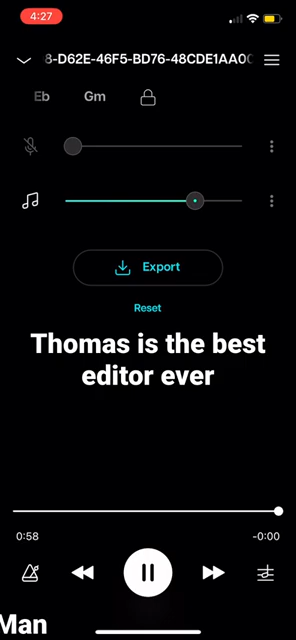 4:27
8-D62E-46F5-BD76-48CDE1AA0C
Eb Gm
Export
Reset
Thomas is the best
editor ever
0:58 -0:00
Man